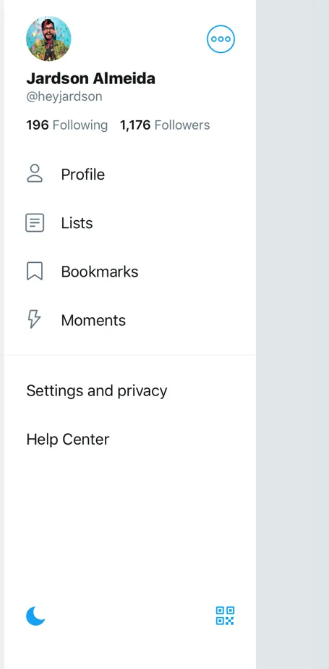 Jardson Almeida
@heyjardson
196 Following 1,176 Followers
Profile
Lists
Bookmarks
Moments
Settings and privacy
Help Center